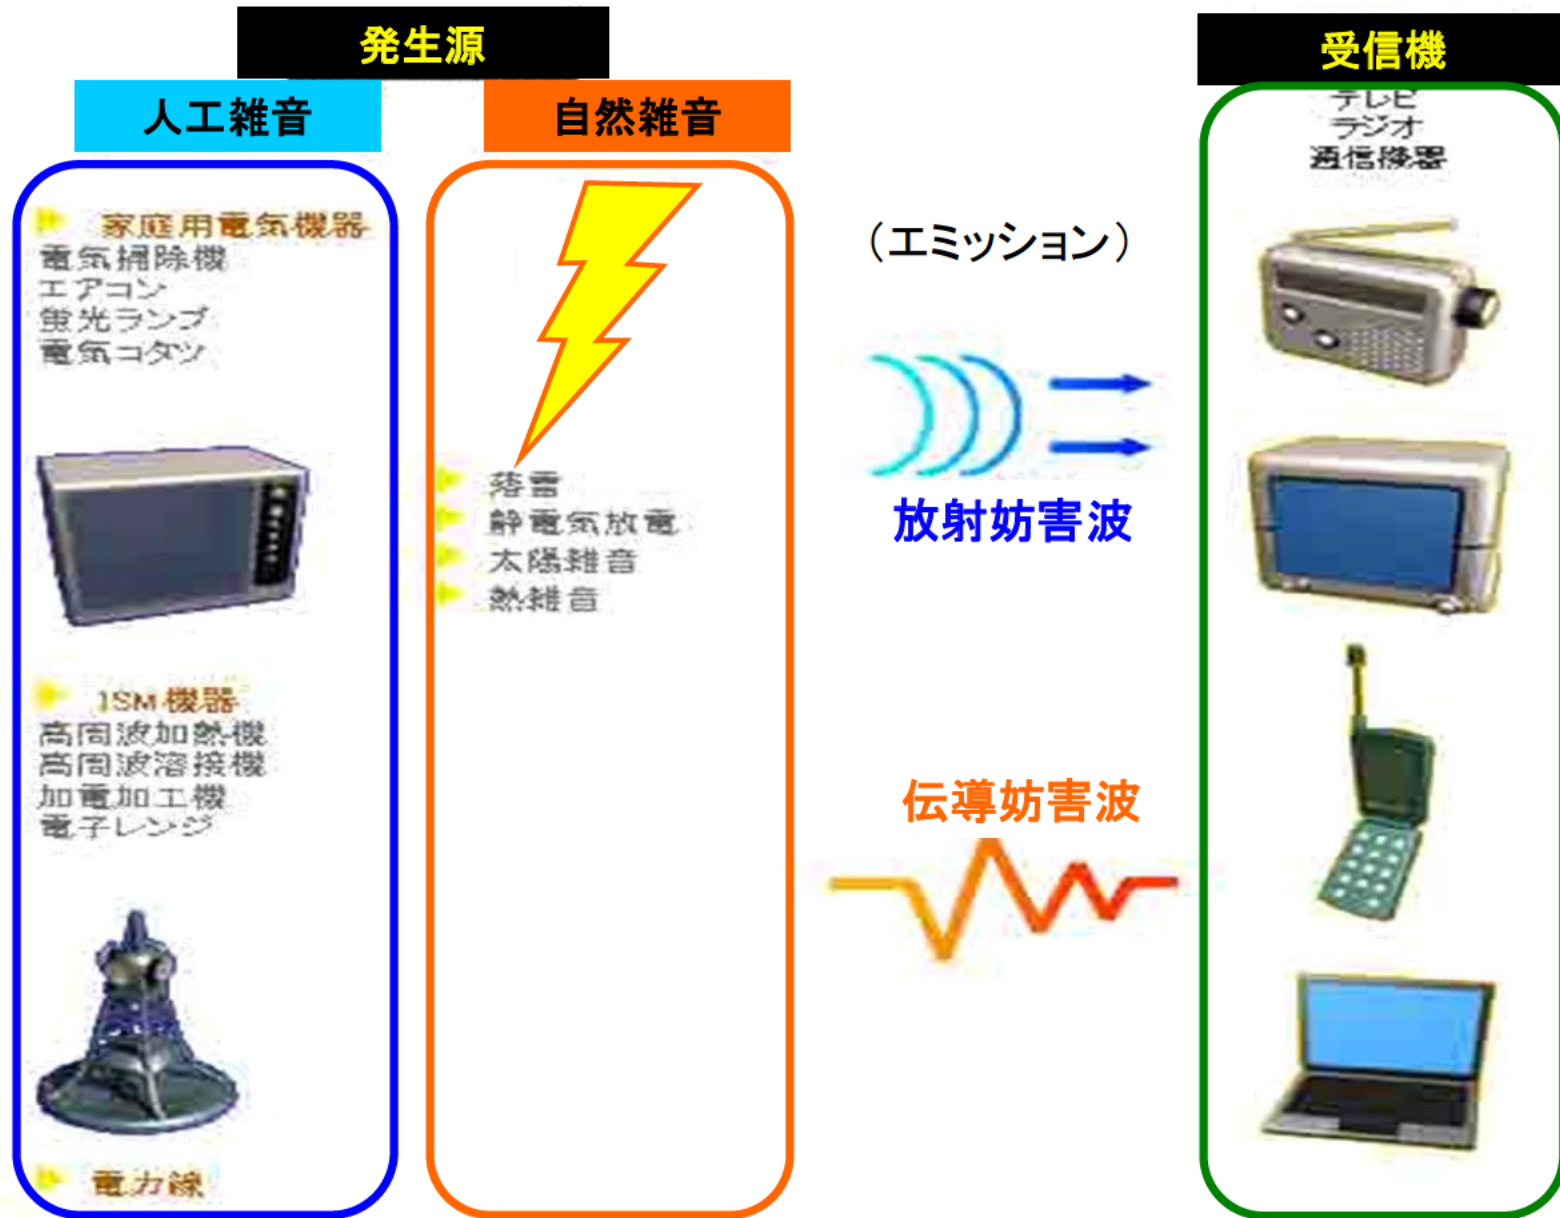 発生源
人工雑音
家庭用電気機器
電気掃除機
エアコン
蛍光ランプ
電気コタツ
ISM機器
高周波加熱機
高周波溶接機
加電加工機
電子レンジ
電力線
自然雑音
落雷
静電気放電
太陽雑音
熱雑音
（エミッション）
放射妨害波
伝導妨害波
受信機
テレビ
ラジオ
通信機器